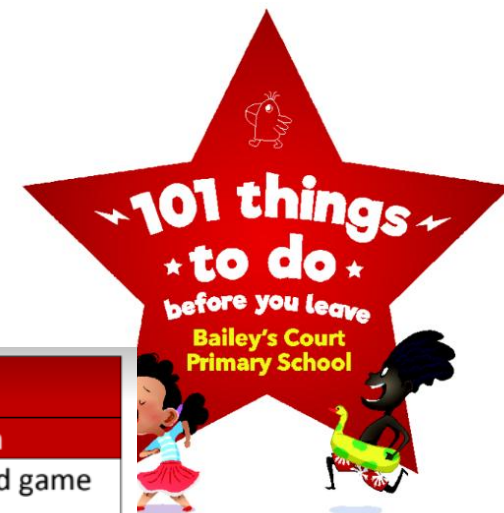 101 things
to do
before you leave
Bailey's Court
Primary School
d game